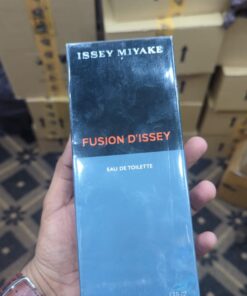 ISSEY MIYAKE
FUSION D'ISSEY
EAU DE TOILETTE